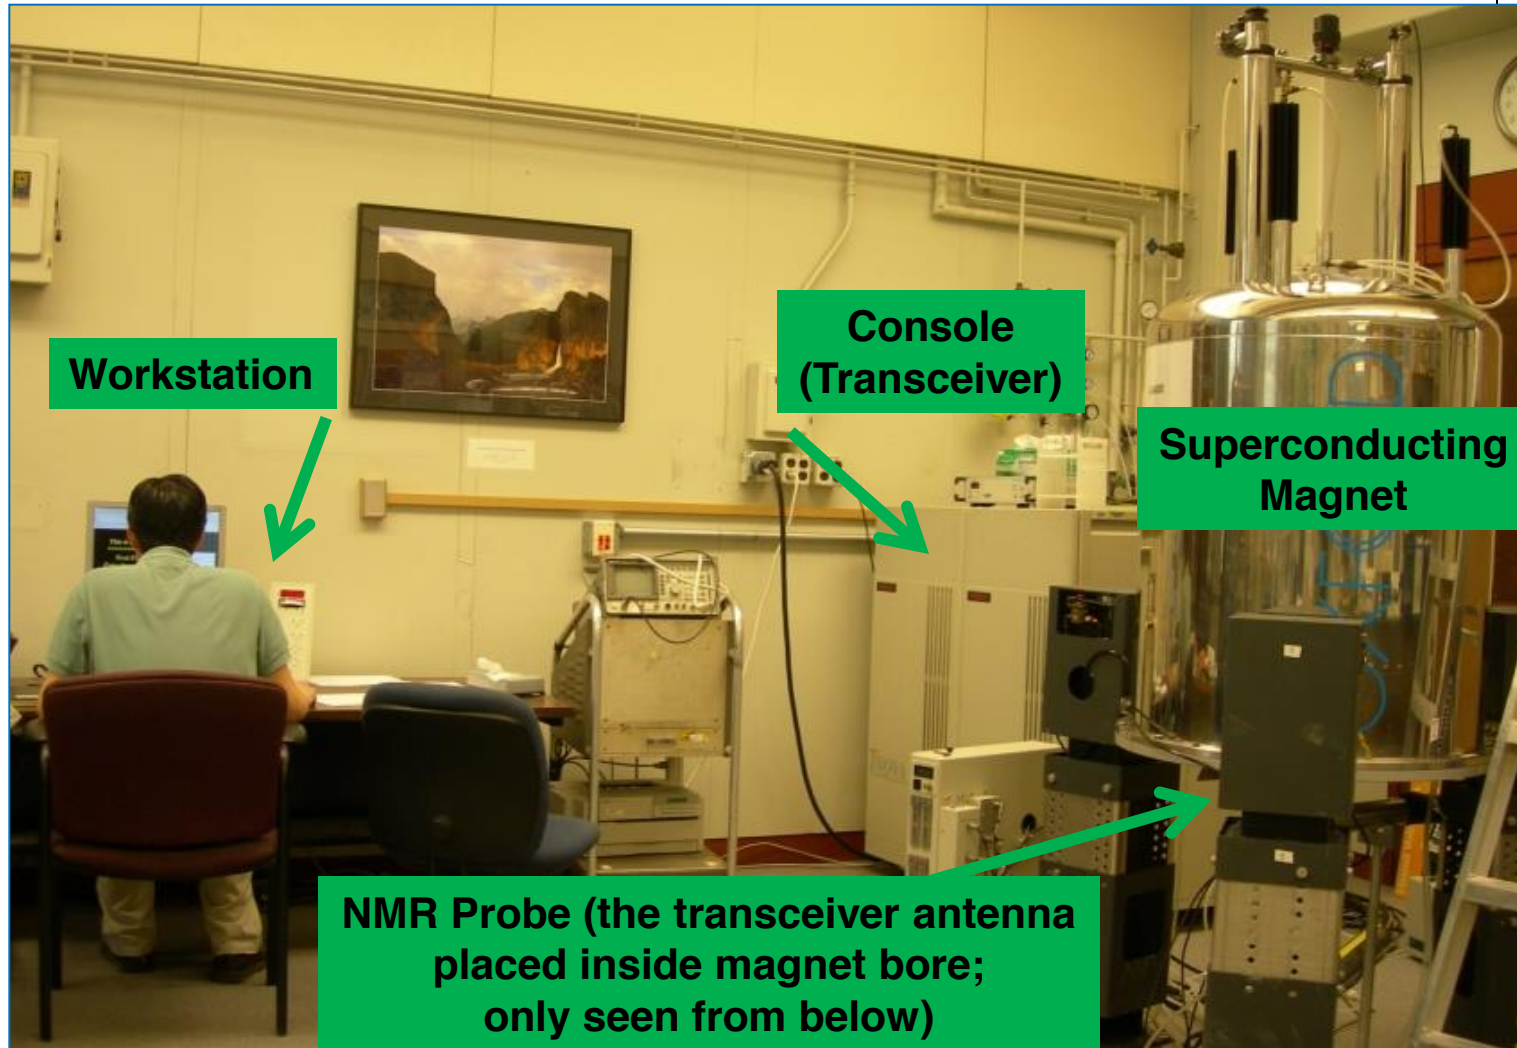 Workstation
Console
(Transceiver)
Superconducting
Magnet
NMR Probe (the transceiver antenna
placed inside magnet bore;
only seen from below)